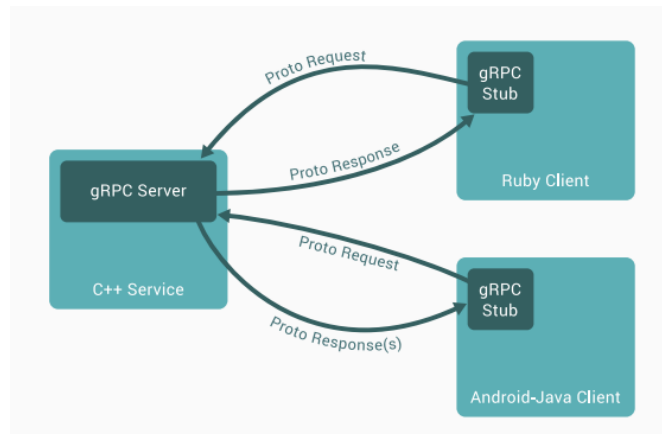 Proto Request
gRPC
Stub
Proto Response
Ruby Client
gRPC Server
C++ Service
Proto Request
gRPC
Stub
Proto Response(s)
Android-Java Client